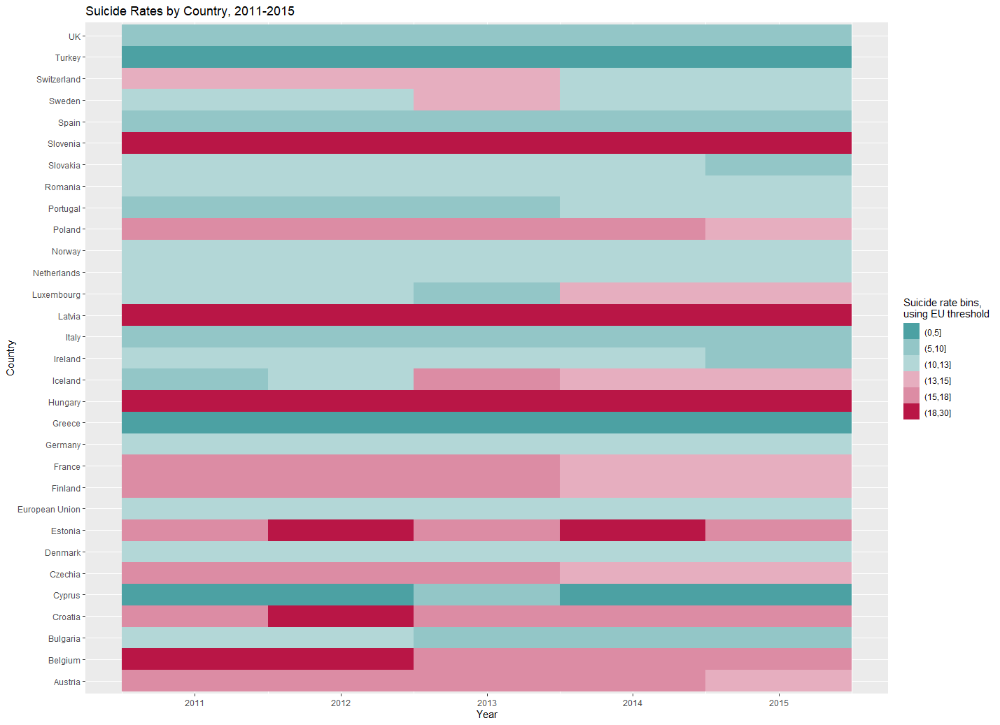 Suicide Rates by Country, 2011-2015
Country
UK
Turkey
Switzerland
Sweden
Spain
Slovenia
Slovakia
Romania
Portugal
Poland
Norway
Netherlands
Luxembourg
Latvia
Italy
Ireland
Iceland
Hungary
Greece
Germany
France
Finland
European Union
Estonia
Denmark
Czechia
Cyprus
Croatia
Bulgaria
Belgium
Austria
2011 2012 2013 2014 2015
Year
Suicide rate bins,
using EU threshold
(0,5]
(5,10]
(10,13]
(13,15]
(15,18]
(18,30]